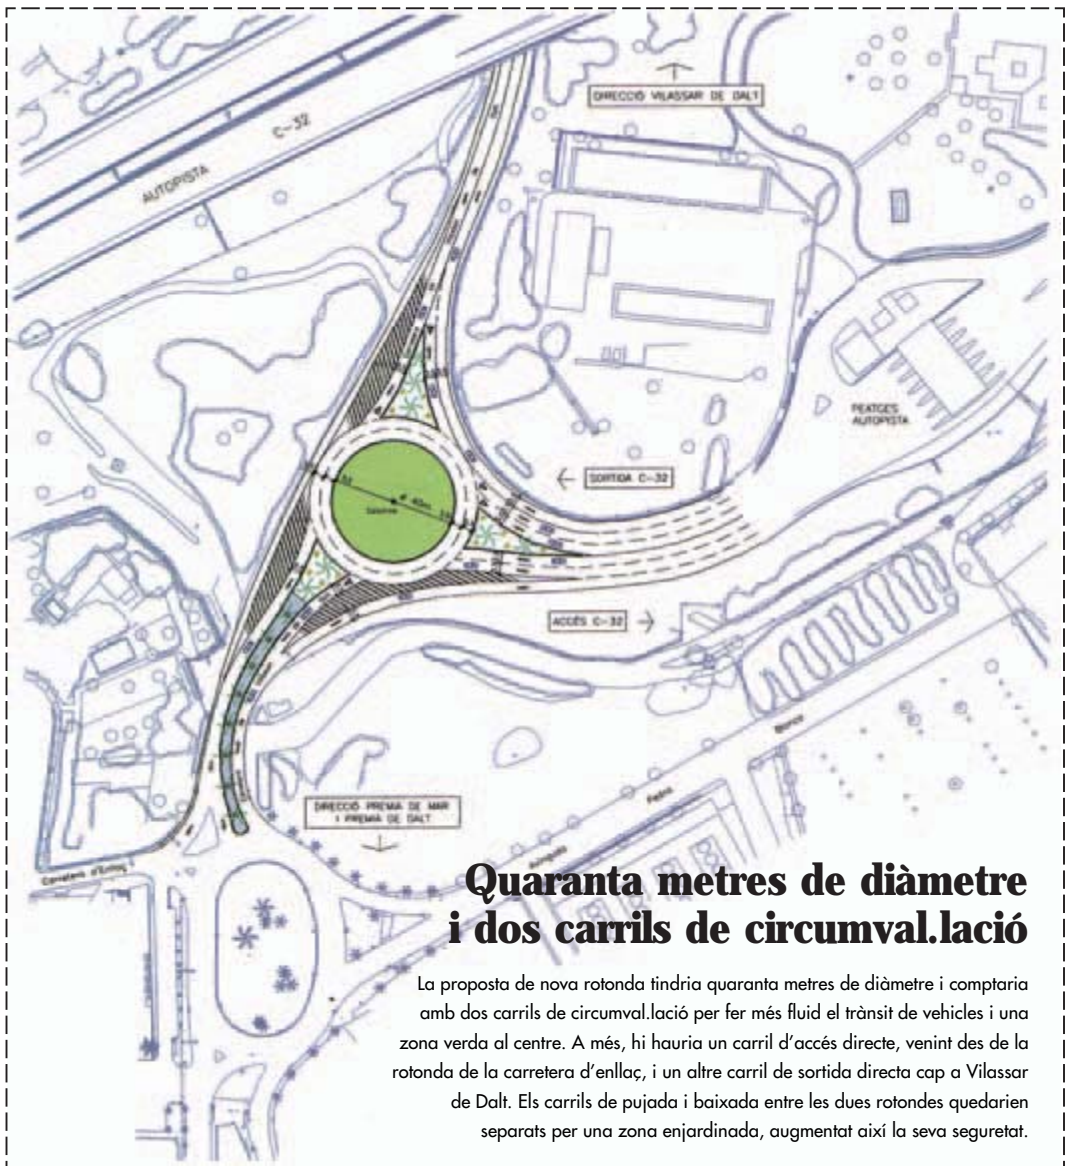 DIRECCIÓ VILASSAR DE DALT
C-32
AUTOPISTA
PEATGES
AUTOPISTA
SORTIDA C-32
ACCÉS C-32
DIRECCIÓ PREMIA DE MAR
I PREMIA DE DALT
Carretera d'Enllaç
Avinguda
Pedra
Blanca
Quaranta metres de diàmetre
i dos carrils de circumval.lació
La proposta de nova rotonda tindria quaranta metres de diàmetre i comptaria
amb dos carrils de circumval.lació per fer més fluid el trànsit de vehicles i una
zona verda al centre. A més, hi hauria un carril d'accés directe, venint des de la
rotonda de la carretera d'enllaç, i un altre carril de sortida directa cap a Vilassar
de Dalt. Els carrils de pujada i baixada entre les dues rotondes quedarien
separats per una zona enjardinada, augmentat així la seva seguretat.